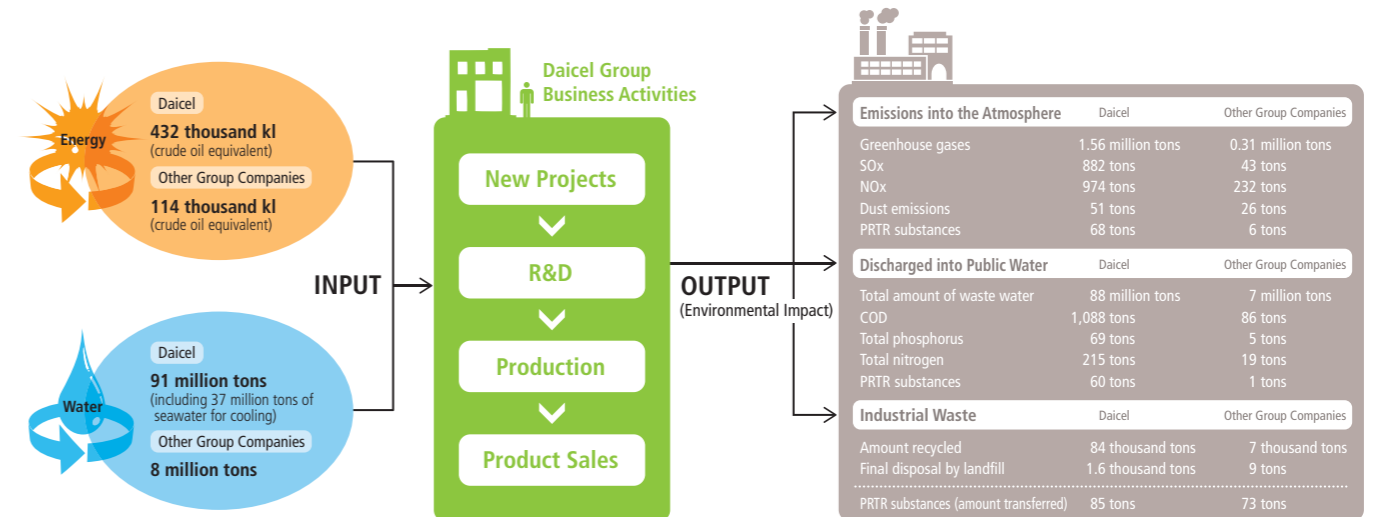 Energy
Daicel
432 thousand kl
(crude oil equivalent)
Other Group Companies
114 thousand kl
(crude oil equivalent)
Water
Daicel
91 million tons
(including 37 million tons of
seawater for cooling)
Other Group Companies
8 million tons
INPUT
Daicel Group
Business Activities
New Projects
R&D
Production
Product Sales
OUTPUT
(Environmental Impact)
Emissions into the Atmosphere Daicel Other Group Companies
Greenhouse gases 1.56 million tons 0.31 million tons
SOx 882 tons 43 tons
NOx 974 tons 232 tons
Dust emissions 51 tons 26 tons
PRTR substances 68 tons 6 tons
Discharged into Public Water Daicel Other Group Companies
Total amount of waste water 88 million tons 7 million tons
COD 1,088 tons 86 tons
Total phosphorus 69 tons 5 tons
Total nitrogen 215 tons 19 tons
PRTR substances 60 tons 1 tons
Industrial Waste Daicel Other Group Companies
Amount recycled 84 thousand tons 7 thousand tons
Final disposal by landfill 1.6 thousand tons 9 tons
PRTR substances (amount transferred) 85 tons 73 tons